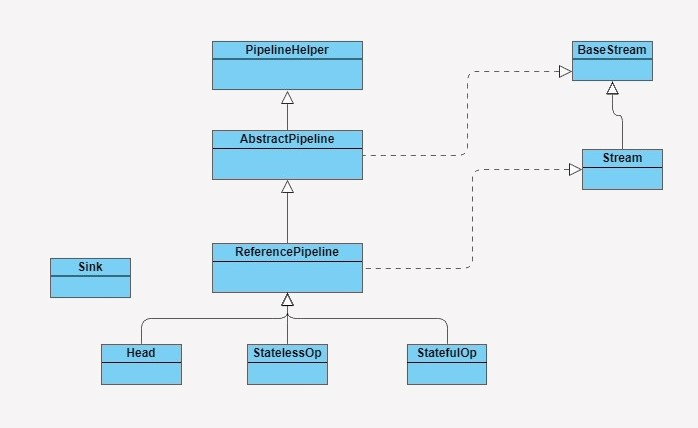 PipelineHelper
BaseStream
AbstractPipeline
Stream
ReferencePipeline
Sink
Head
StatelessOp
StatefulOp